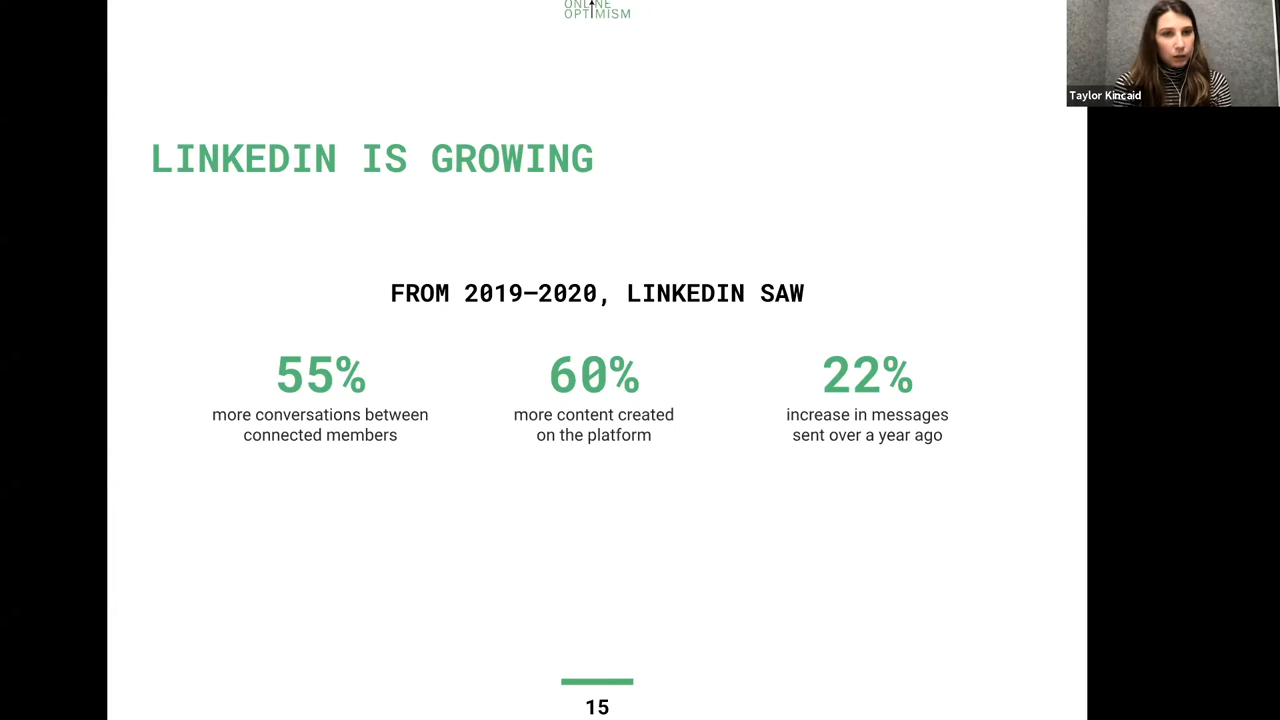 ONLINE
OPTIMISM
Taylor Kincaid
LINKEDIN IS GROWING
FROM 2019–2020, LINKEDIN SAW
55%
more conversations between
connected members
60%
more content created
on the platform
22%
increase in messages
sent over a year ago
15